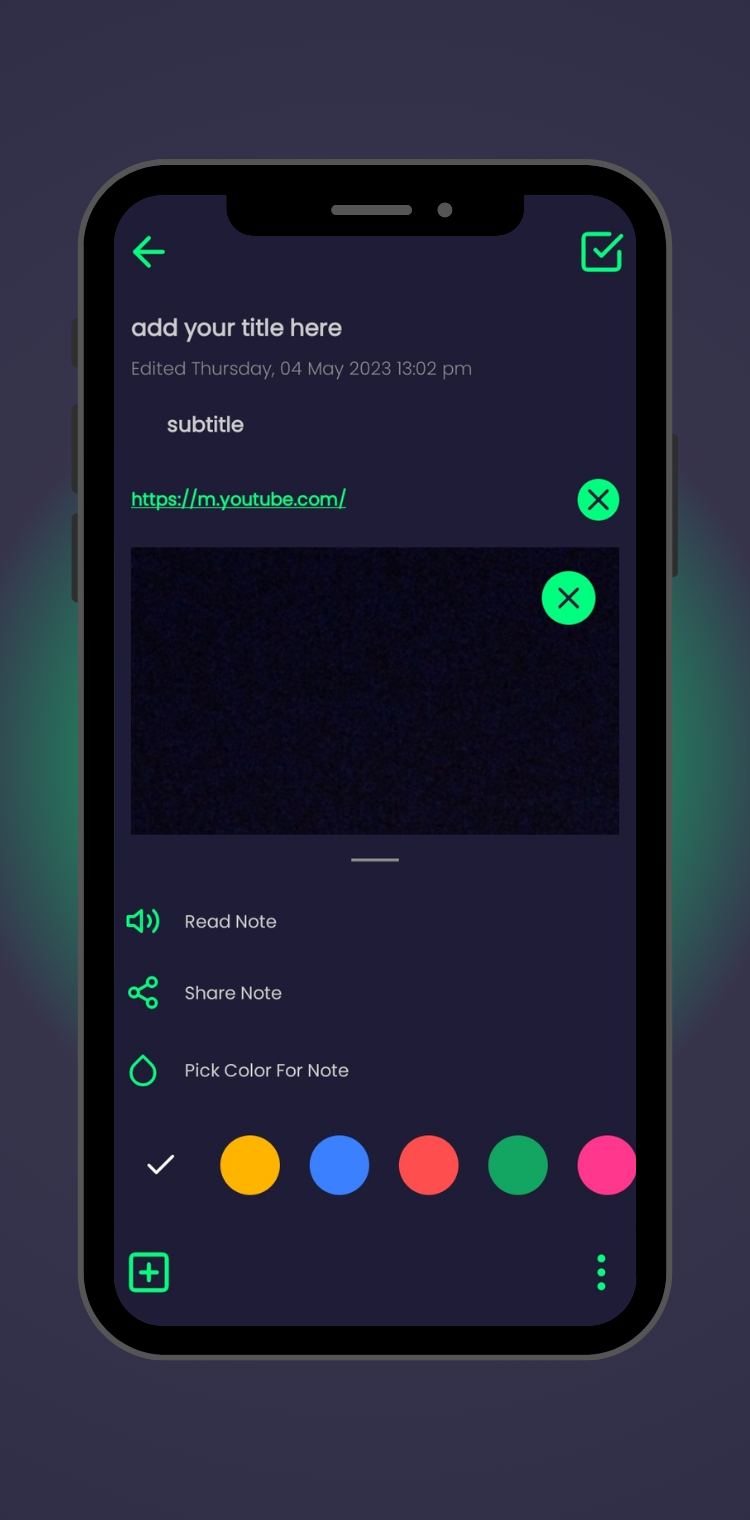 add your title here
Edited Thursday, 04 May 2023 13:02 pm
subtitle
https://m.youtube.com/
Read Note
Share Note
Pick Color For Note